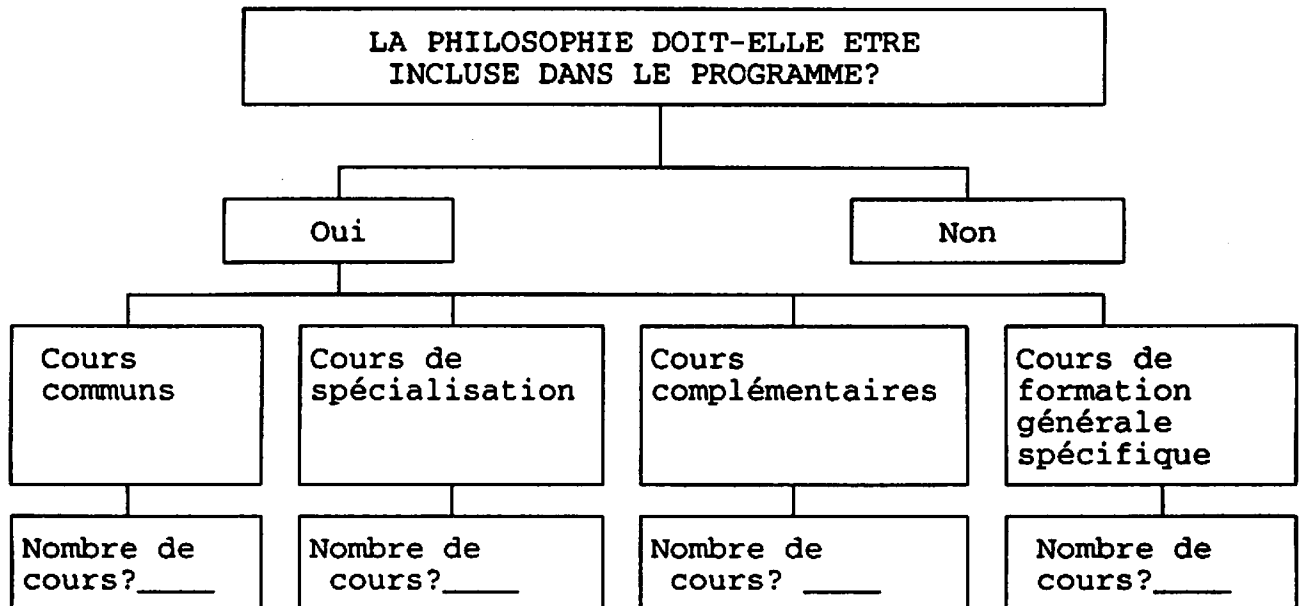 LA PHILOSOPHIE DOIT-ELLE ETRE
INCLUSE DANS LE PROGRAMME?
Oui
Non
Cours
communs
Cours de
spécialisation
Cours
complémentaires
Cours de
formation
générale
spécifique
Nombre de
cours?____
Nombre de
cours?____
Nombre de
cours? ____
Nombre de
cours?____